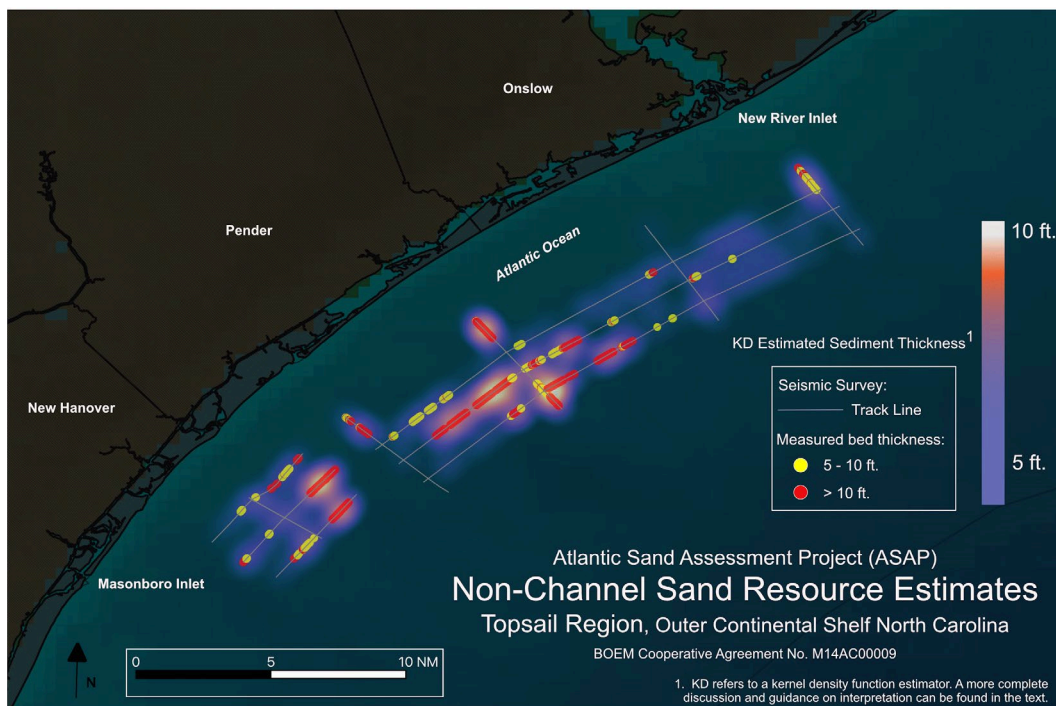 Onslow
New River Inlet
Pender
Atlantic Ocean
10 ft.
KD Estimated Sediment Thickness1
Seismic Survey:
Track Line
New Hanover
Measured bed thickness:
5 - 10 ft.
5 ft.
> 10 ft.
Masonboro Inlet
Atlantic Sand Assessment Project (ASAP)
Non-Channel Sand Resource Estimates
Topsail Region, Outer Continental Shelf North Carolina
BOEM Cooperative Agreement No. M14AC00009
0 5 10 NM
N
1. KD refers to a kernel density function estimator. A more complete
discussion and guidance on interpretation can be found in the text.